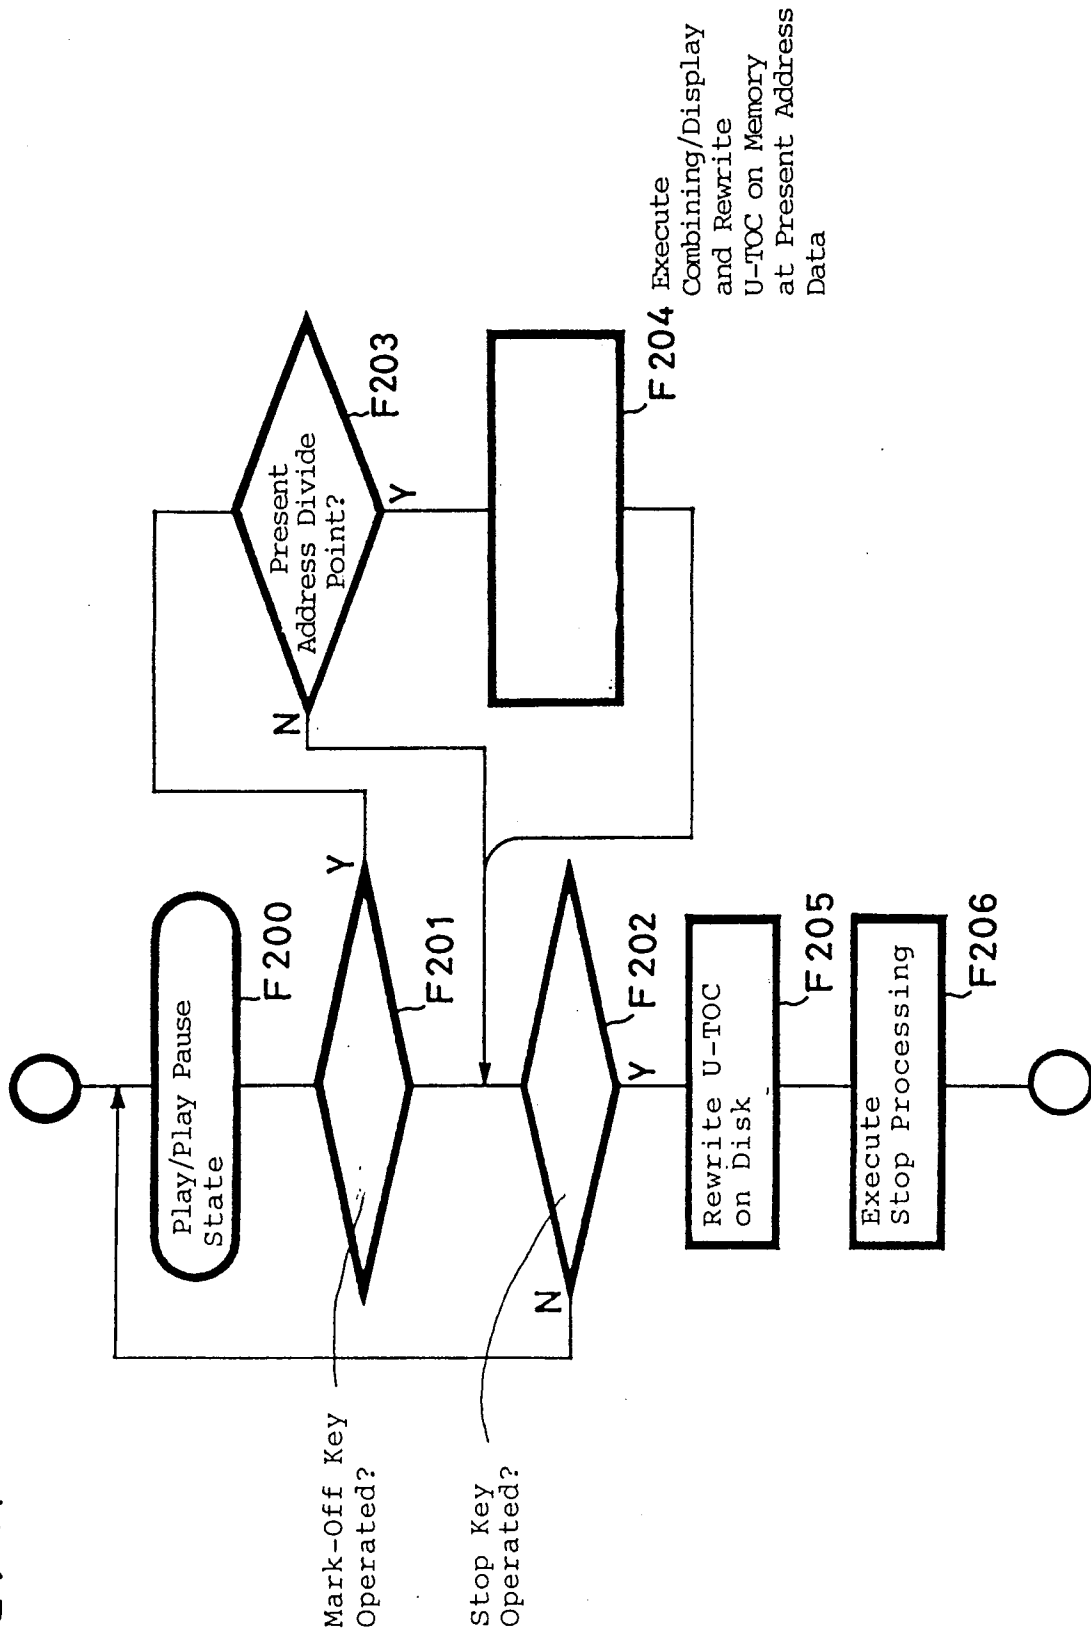 Play/Play Pause
State
F200
Mark-Off Key
Operated?
Y
F201
Present
Address Divide
Point?
N
Y
F203
F204
Execute
Combining/Display
and Rewrite
U-TOC on Memory
at Present Address
Data
Stop Key
Operated?
N
Y
F202
Rewrite U-TOC
on Disk
F205
Execute
Stop Processing
F206